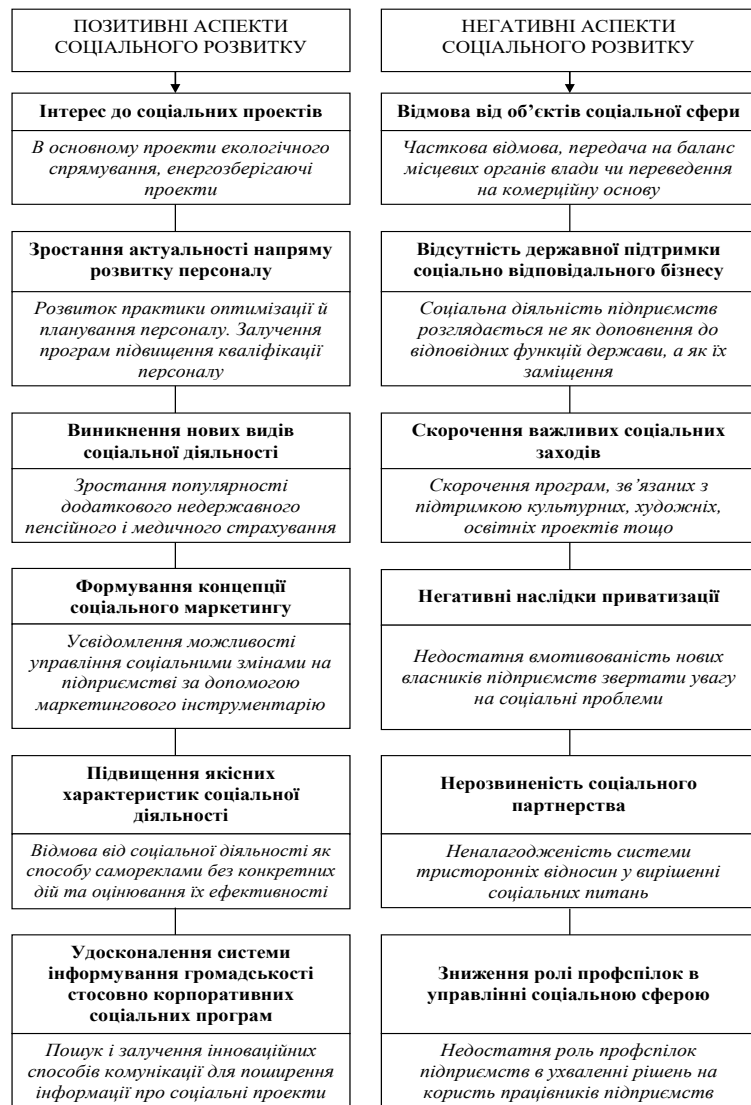 ПОЗИТИВНІ АСПЕКТИ
СОЦІАЛЬНОГО РОЗВИТКУ
Інтерес до соціальних проектів
В основному проекти екологічного
спрямування, енергозберігаючі
проекти
Зростання актуальності напряму
розвитку персоналу
Розвиток практики оптимізації й
планування персоналу. Залучення
програм підвищення кваліфікації
персоналу
Виникнення нових видів
соціальної діяльності
Зростання популярності
додаткового недержавного
пенсійного і медичного страхування
Формування концепції
соціального маркетингу
Усвідомлення можливості
управління соціальними змінами на
підприємстві за допомогою
маркетингового інструментарію
Підвищення якісних
характеристик соціальної
діяльності
Відмова від соціальної діяльності як
способу самореклами без конкретних
дій та оцінювання їх ефективності
Удосконалення системи
інформування громадськості
стосовно корпоративних
соціальних програм
Пошук і залучення інноваційних
способів комунікації для поширення
інформації про соціальні проекти
НЕГАТИВНІ АСПЕКТИ
СОЦІАЛЬНОГО РОЗВИТКУ
Відмова від об’єктів соціальної сфери
Часткова відмова, передача на баланс
місцевих органів влади чи переведення
на комерційну основу
Відсутність державної підтримки
соціально відповідального бізнесу
Соціальна діяльність підприємств
розглядається не як доповнення до
відповідних функцій держави, а як їх
заміщення
Скорочення важливих соціальних
заходів
Скорочення програм, зв’язаних з
підтримкою культурних, художніх,
освітніх проектів тощо
Негативні наслідки приватизації
Недостатня вмотивованість нових
власників підприємств звертати увагу
на соціальні проблеми
Нерозвиненість соціального
партнерства
Неналагодженість системи
тристоронніх відносин у вирішенні
соціальних питань
Зниження ролі профспілок в
управлінні соціальною сферою
Недостатня роль профспілок
підприємств в ухваленні рішень на
користь працівників підприємств